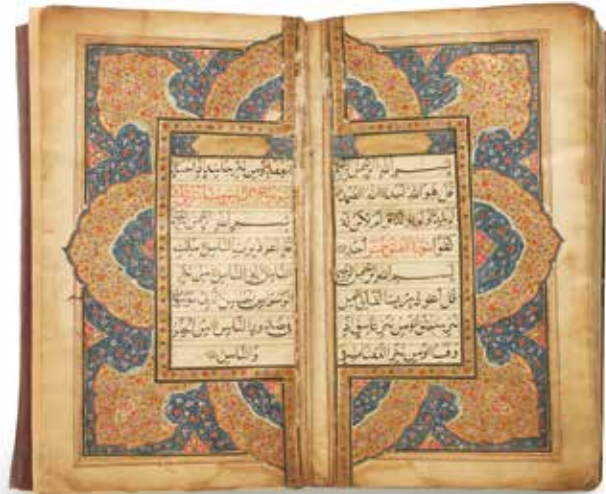 بسم الله الرحمن الرحيم
قل هو الله احد الله الصمد لم
يلد ولم يولد ولم يكن له
كفوا احد
بسم الله الرحمن الرحيم
قل أعوذ برب الفلق من
شر ما خلق ومن شر غاسق اذا
وقب ومن شر النفاثات في
العقد ومن شر حاسد اذا حسد
بسم الله الرحمن الرحيم
قل اعوذ برب الناس ملك
الناس اله الناس من شر
الوسواس الخناس الذي يوسوس
في صدور الناس من الجنة
والناس